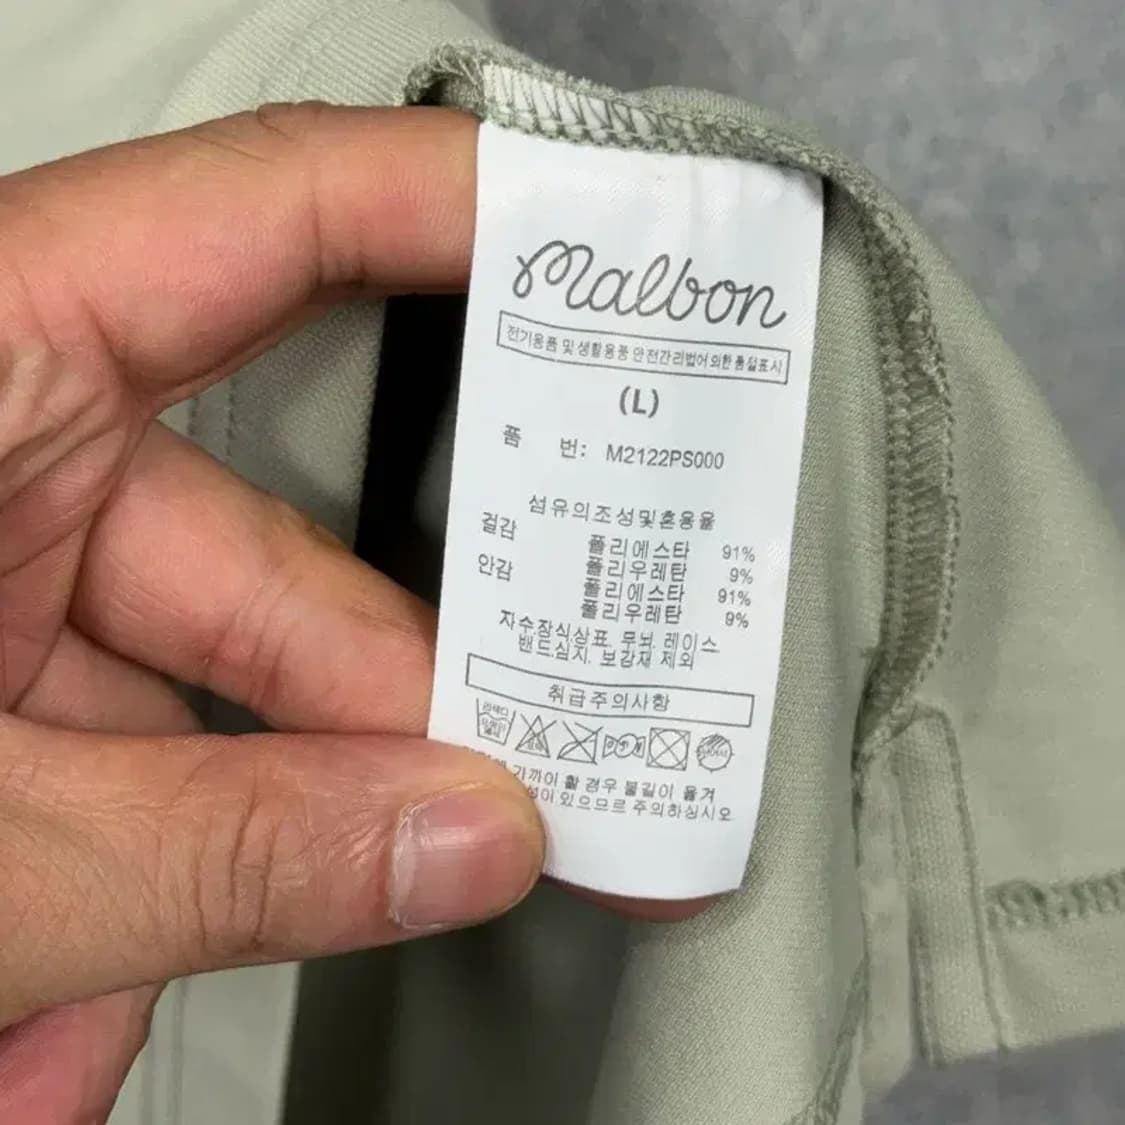 malbon
전기용품 및 생활용품 안전관리법에 의한 품질표시
(L)
품 번: M2122PS000
섬유의조성및혼용율
겉감 폴리에스타 91%
폴리우레탄 9%
안감 폴리에스타 91%
폴리우레탄 9%
자수.장식.상표. 무늬. 레이스
밴드.심지. 보강재 제외
취급주의사항
가까이 할 경우 불길이 옮겨
있으므로 주의하십시오